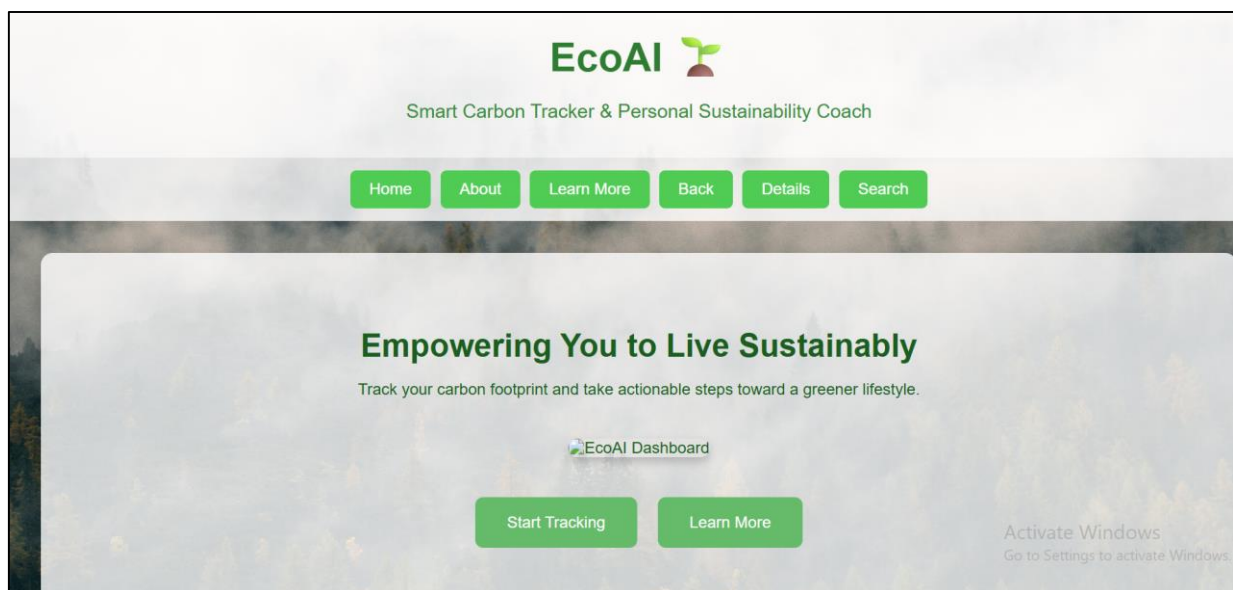 EcoAI
Smart Carbon Tracker & Personal Sustainability Coach
Home About Learn More Back Details Search
Empowering You to Live Sustainably
Track your carbon footprint and take actionable steps toward a greener lifestyle.
EcoAI Dashboard
Start Tracking Learn More
Activate Windows
Go to Settings to activate Windows.